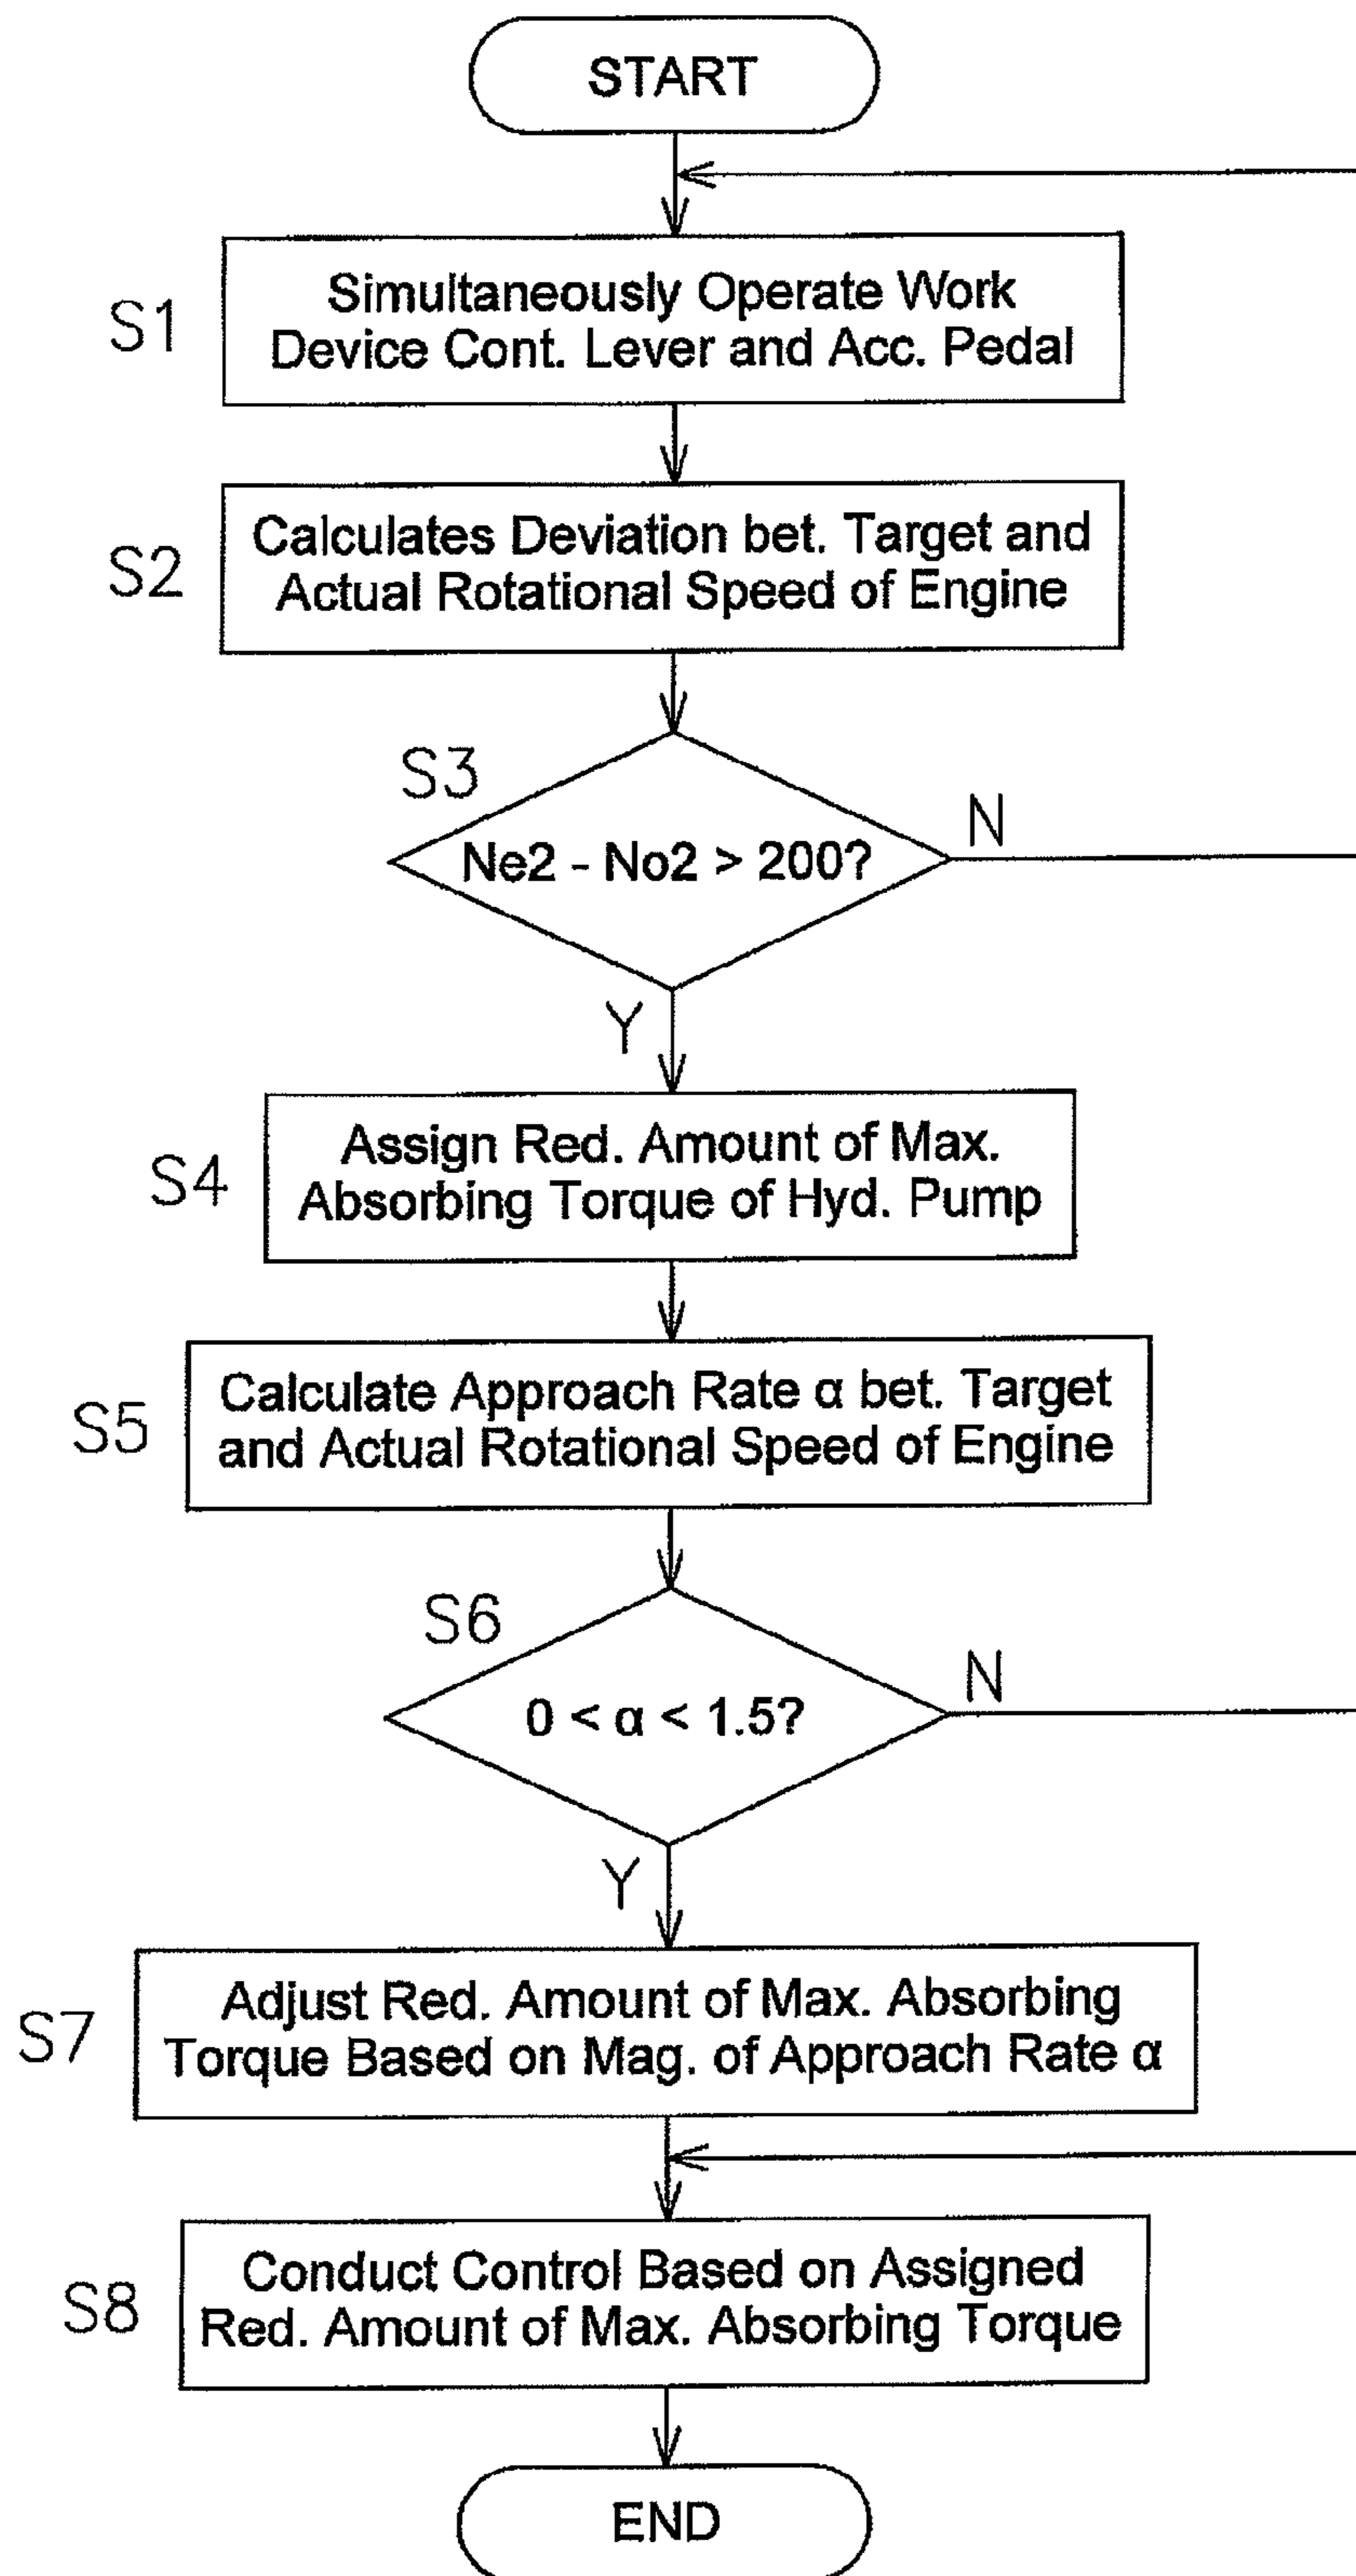 START
S1
Simultaneously Operate Work
Device Cont. Lever and Acc. Pedal
S2
Calculates Deviation bet. Target and
Actual Rotational Speed of Engine
S3
Ne2 - No2 > 200?
N
Y
S4
Assign Red. Amount of Max.
Absorbing Torque of Hyd. Pump
S5
Calculate Approach Rate α bet. Target
and Actual Rotational Speed of Engine
S6
0 < α < 1.5?
N
Y
S7
Adjust Red. Amount of Max. Absorbing
Torque Based on Mag. of Approach Rate α
S8
Conduct Control Based on Assigned
Red. Amount of Max. Absorbing Torque
END